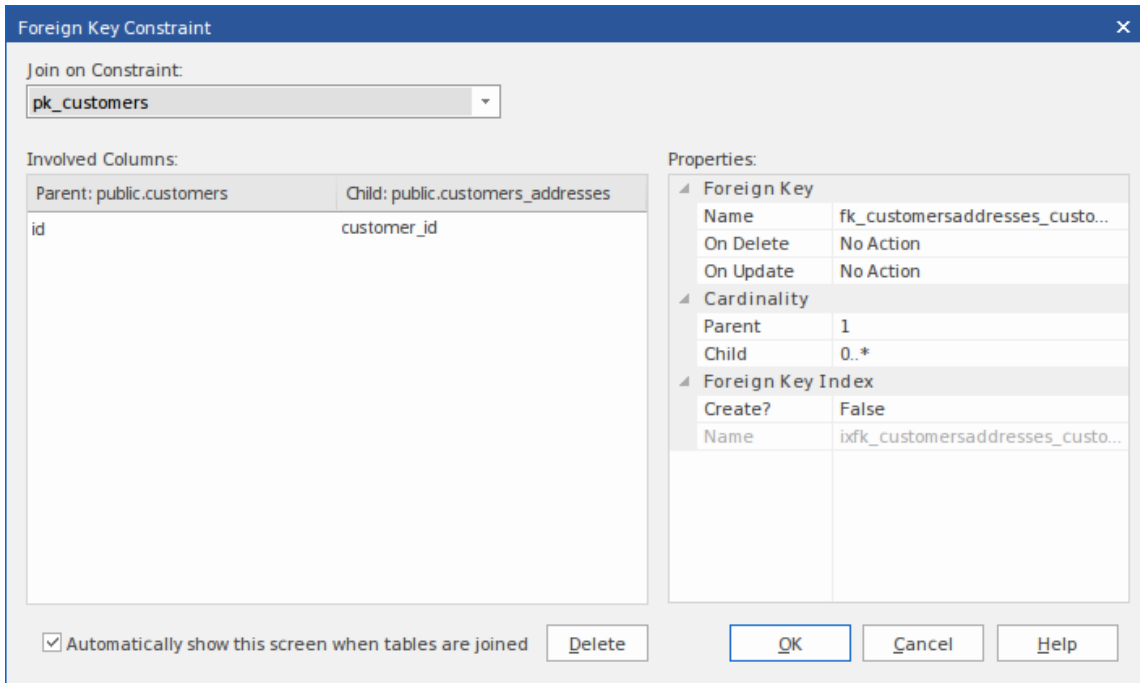 Foreign Key Constraint
Join on Constraint:
pk_customers
Involved Columns:
Parent: public.customers Child: public.customers_addresses
id customer_id
Properties:
Foreign Key
Name fk_customersaddresses_custo...
On Delete No Action
On Update No Action
Cardinality
Parent 1
Child 0..*
Foreign Key Index
Create? False
Name ixfk_customersaddresses_custo...
Automatically show this screen when tables are joined Delete OK Cancel Help